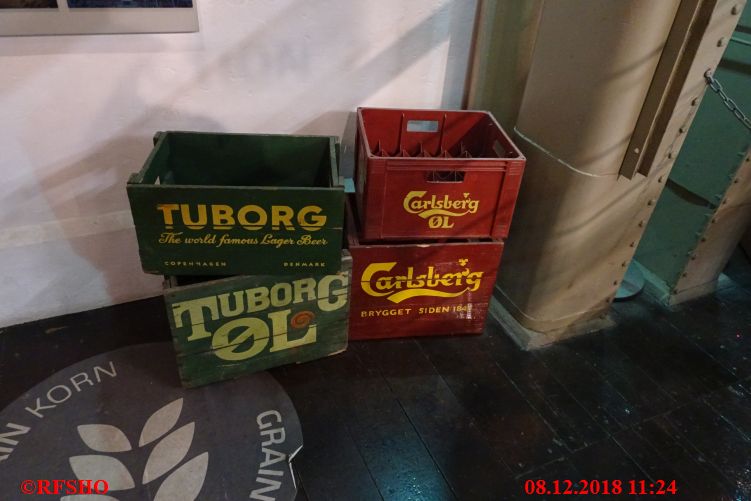 TUBORG
The world famous Lager Beer
COPENHAGEN DENMARK
TUBORG
ØL
Carlsberg
ØL
Carlsberg
BRYGGET SIDEN
KORN
GRAIN
©RFSHO
08.12.2018 11:24